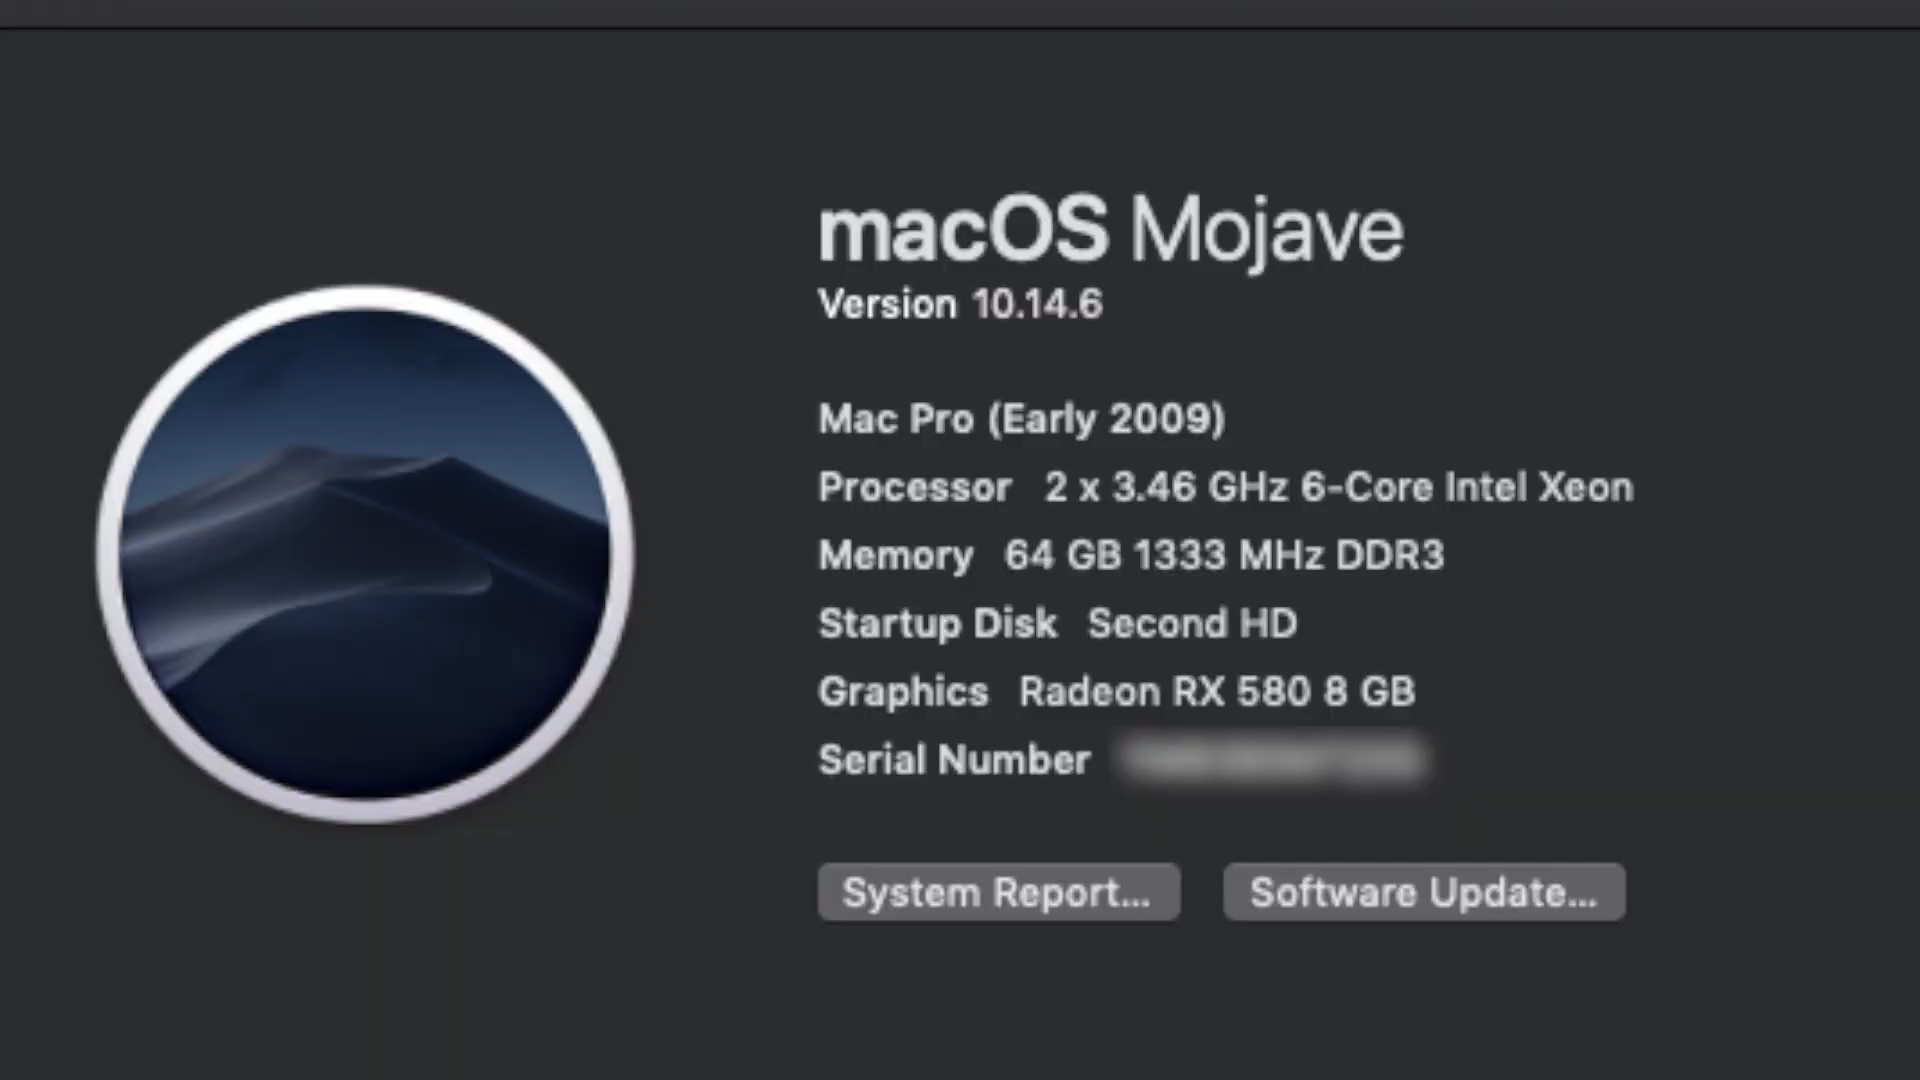 macOS Mojave
Version 10.14.6
Mac Pro (Early 2009)
Processor 2 x 3.46 GHz 6-Core Intel Xeon
Memory 64 GB 1333 MHz DDR3
Startup Disk Second HD
Graphics Radeon RX 580 8 GB
Serial Number
System Report... Software Update...